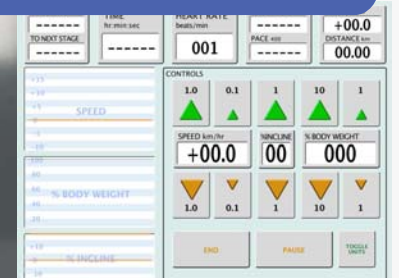 ------
TIME
hr:min:sec
HEART RATE
beats/min
------
+00.0
TO NEXT STAGE
------
------
001
PACE 400
------
DISTANCE km
00.00
CONTROLS
1.0 0.1 1 10 1
SPEED
SPEED km/hr
%INCLINE
% BODY WEIGHT
+00.0
00
000
% BODY WEIGHT
1.0 0.1 1 10 1
% INCLINE
END
PAUSE
TOGGLE
UNITS